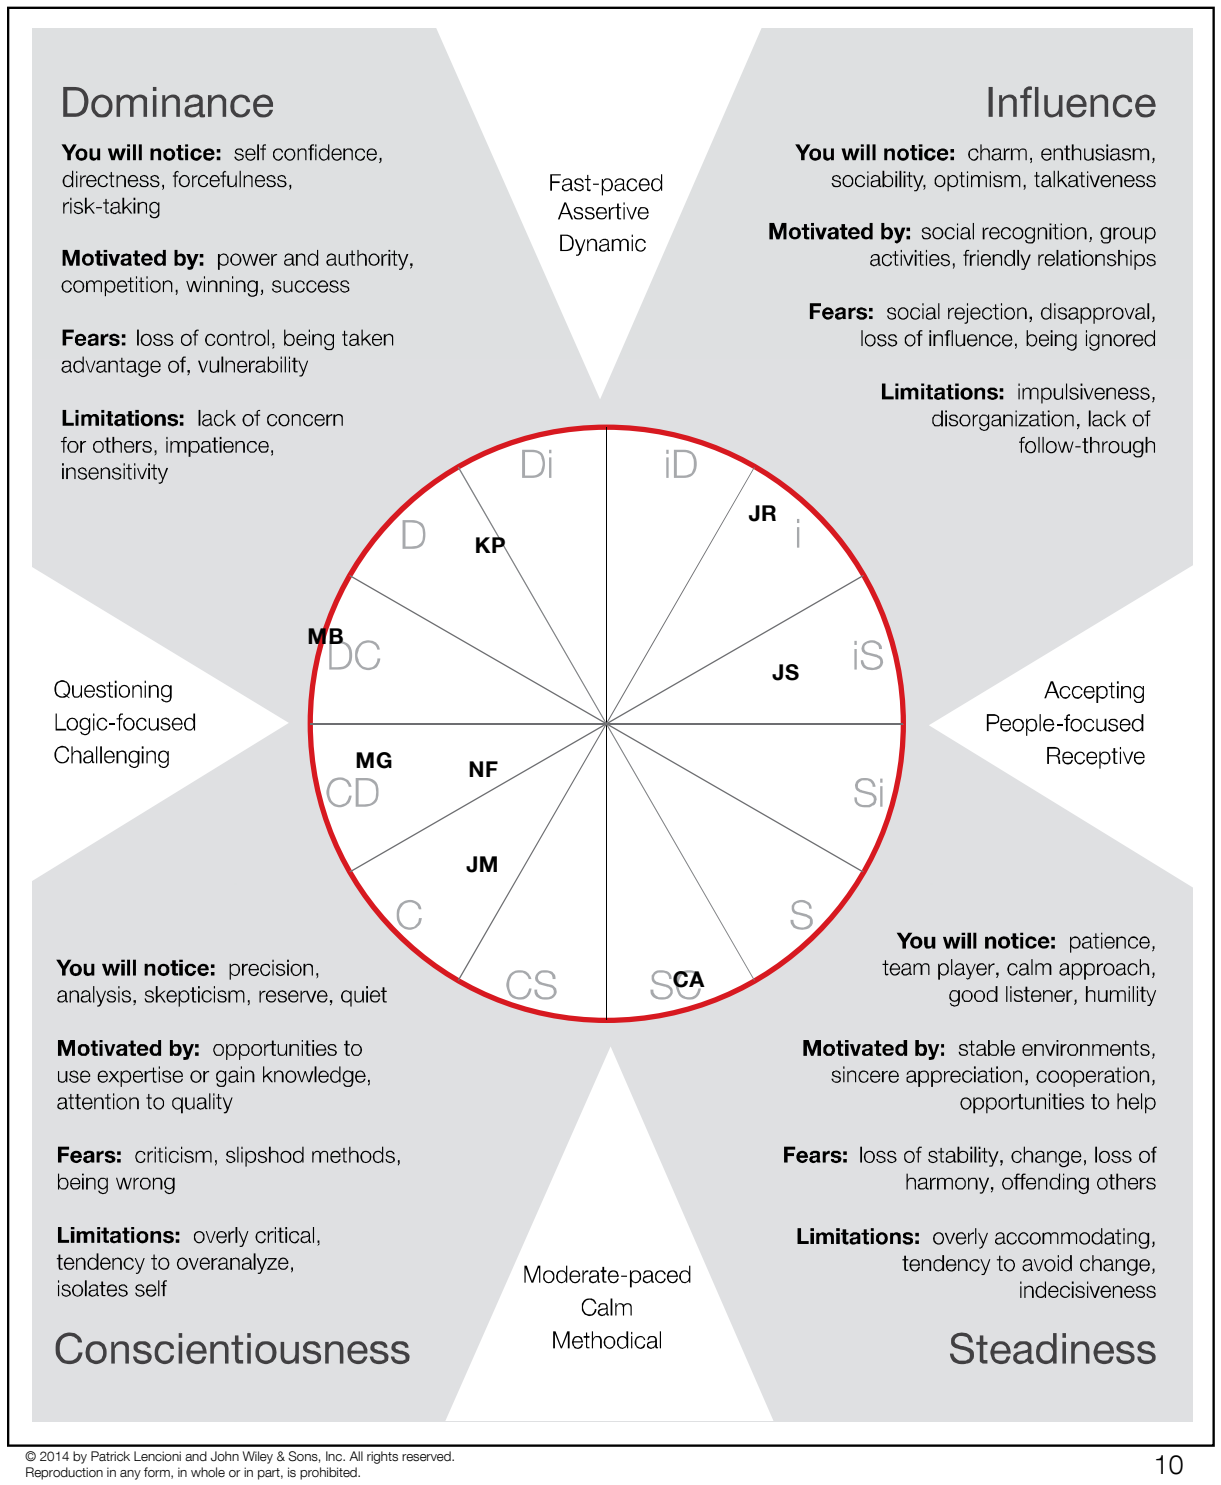 Dominance
You will notice: self confidence,
directness, forcefulness,
risk-taking
Motivated by: power and authority,
competition, winning, success
Fears: loss of control, being taken
advantage of, vulnerability
Limitations: lack of concern
for others, impatience,
insensitivity
Fast-paced
Assertive
Dynamic
Influence
You will notice: charm, enthusiasm,
sociability, optimism, talkativeness
Motivated by: social recognition, group
activities, friendly relationships
Fears: social rejection, disapproval,
loss of influence, being ignored
Limitations: impulsiveness,
disorganization, lack of
follow-through
Di
iD
D
KP
JR
i
MB
DC
JS
iS
Questioning
Logic-focused
Challenging
Accepting
People-focused
Receptive
MG
NF
CD
Si
JM
C
S
CS
SC
CA
You will notice: precision,
analysis, skepticism, reserve, quiet
Motivated by: opportunities to
use expertise or gain knowledge,
attention to quality
Fears: criticism, slipshod methods,
being wrong
Limitations: overly critical,
tendency to overanalyze,
isolates self
Conscientiousness
Moderate-paced
Calm
Methodical
You will notice: patience,
team player, calm approach,
good listener, humility
Motivated by: stable environments,
sincere appreciation, cooperation,
opportunities to help
Fears: loss of stability, change, loss of
harmony, offending others
Limitations: overly accommodating,
tendency to avoid change,
indecisiveness
Steadiness
© 2014 by Patrick Lencioni and John Wiley & Sons, Inc. All rights reserved.
Reproduction in any form, in whole or in part, is prohibited.
10